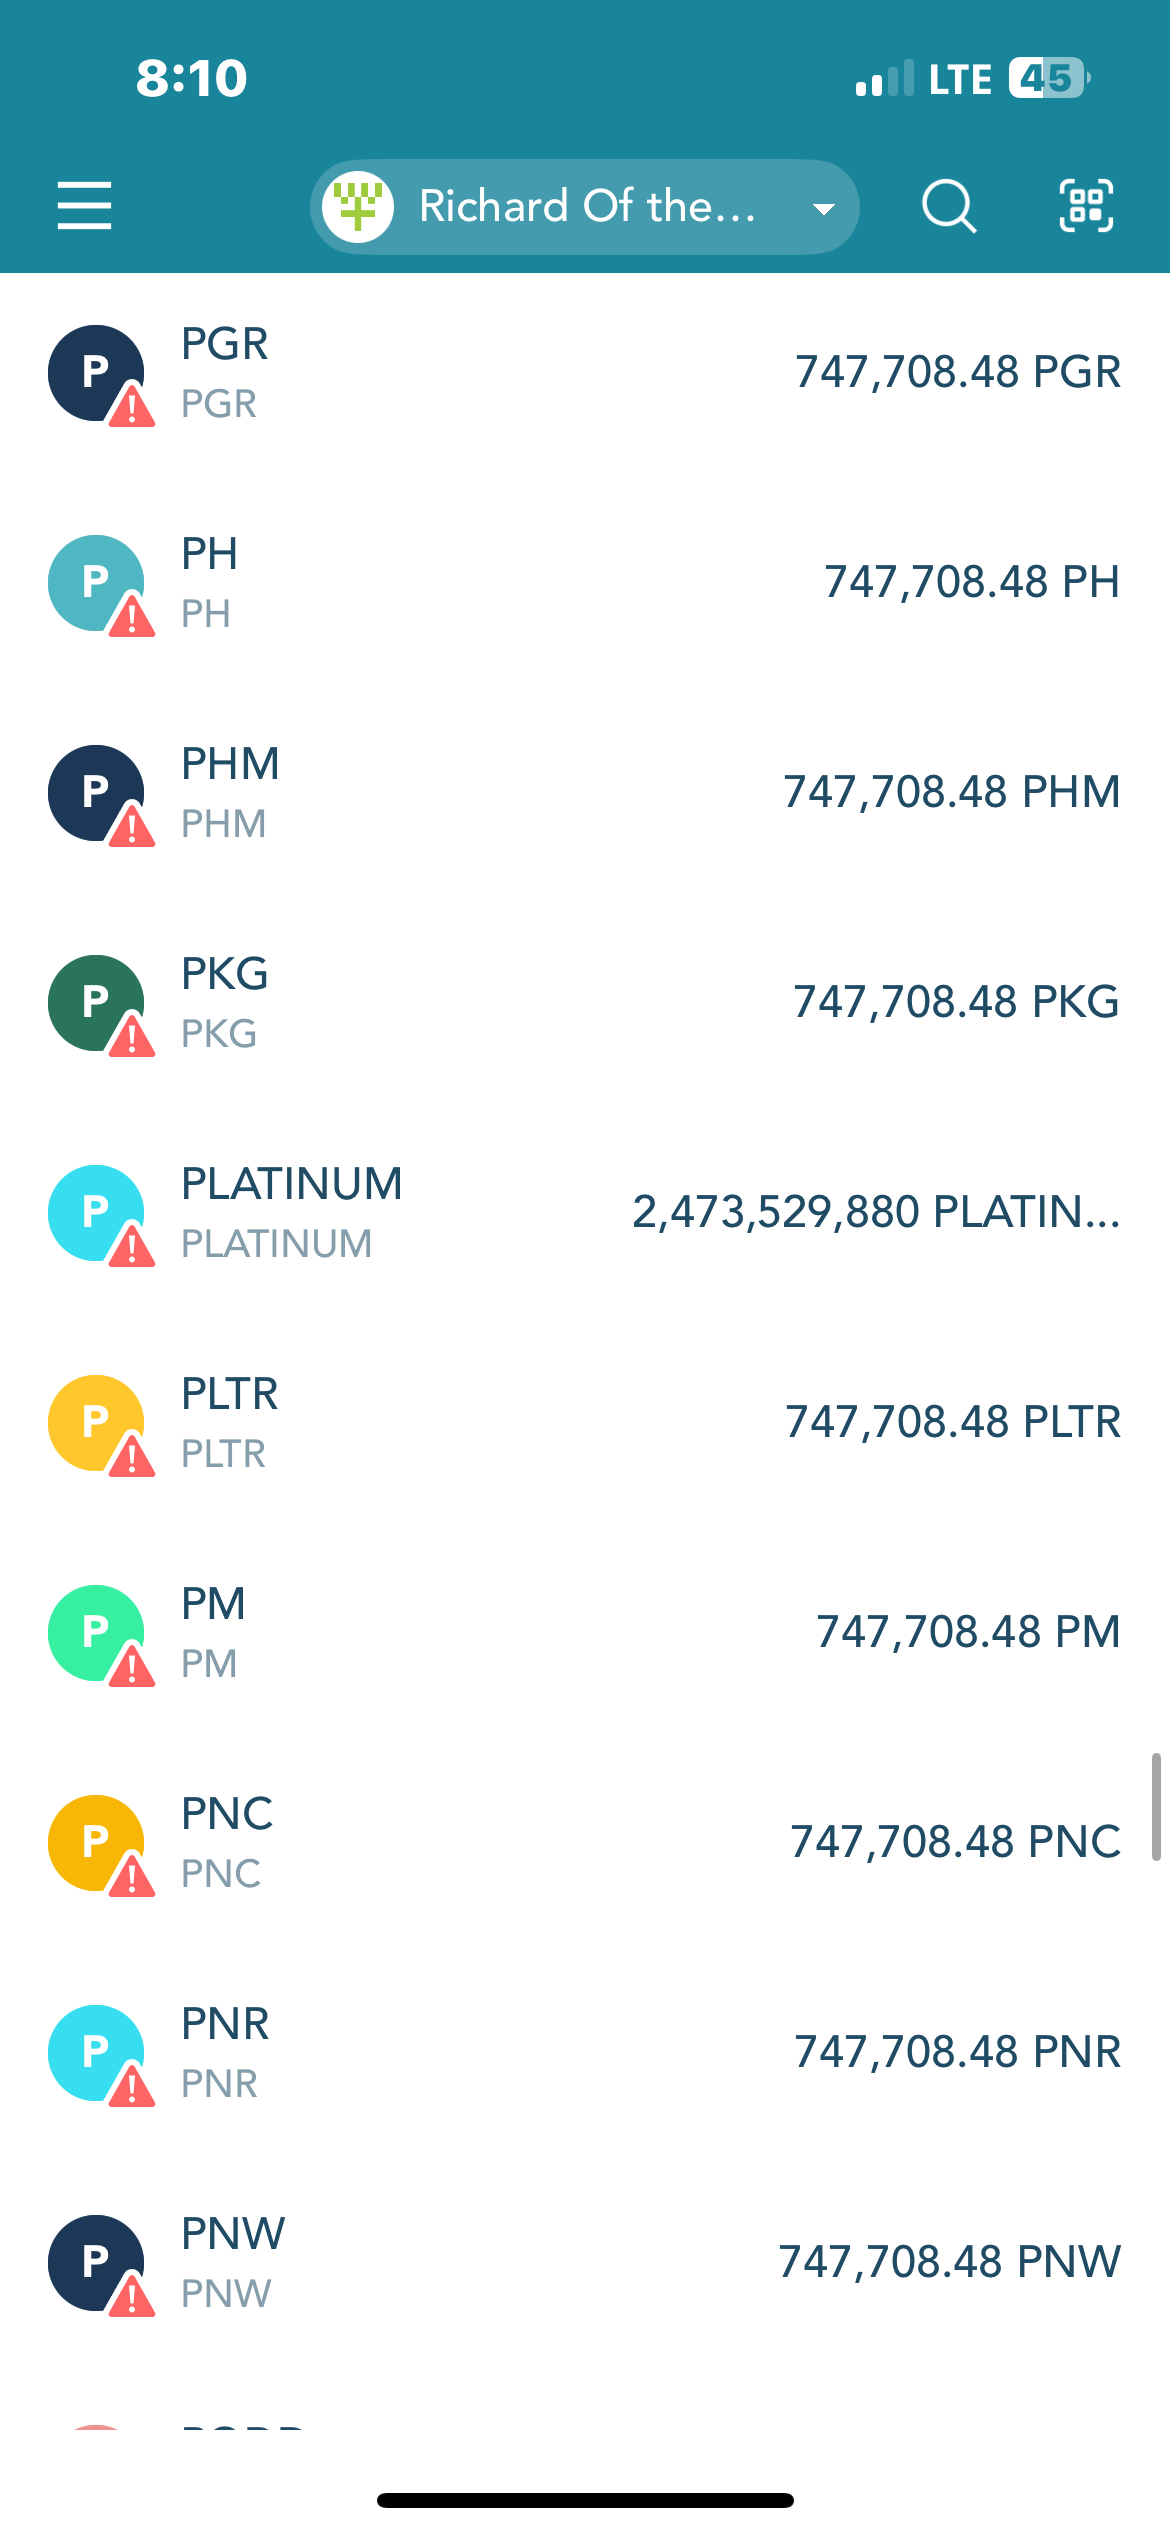 8:10
LTE 45
Richard Of the...
P PGR
PGR
747,708.48 PGR
P PH
PH
747,708.48 PH
P PHM
PHM
747,708.48 PHM
P PKG
PKG
747,708.48 PKG
P PLATINUM
PLATINUM
2,473,529,880 PLATIN...
P PLTR
PLTR
747,708.48 PLTR
P PM
PM
747,708.48 PM
P PNC
PNC
747,708.48 PNC
P PNR
PNR
747,708.48 PNR
P PNW
PNW
747,708.48 PNW